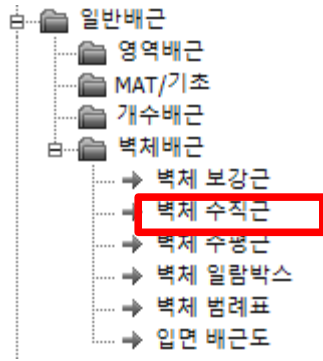 일반배근
영역배근
MAT/기초
개수배근
벽체배근
벽체 보강근
벽체 수직근
벽체 수평근
벽체 일람박스
벽체 범례표
입면 배근도